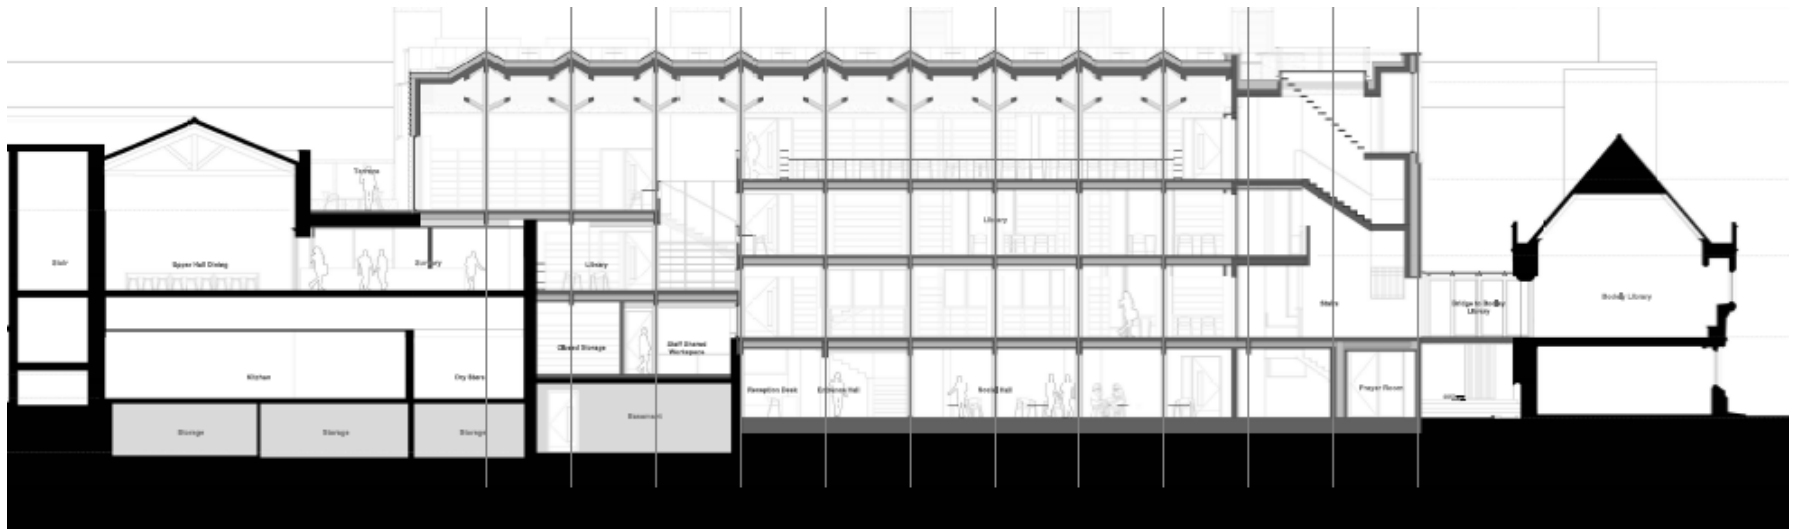 Terrace
Stair
Upper Hall Dining
Servery
Library
Library
Closed Storage
Staff Shared
Workspace
Stairs
Bridge to Bodley
Library
Bodley Library
Kitchen
Dry Store
Reception Desk
Entrance Hall
Social Hall
Prayer Room
Storage
Storage
Storage
Basement